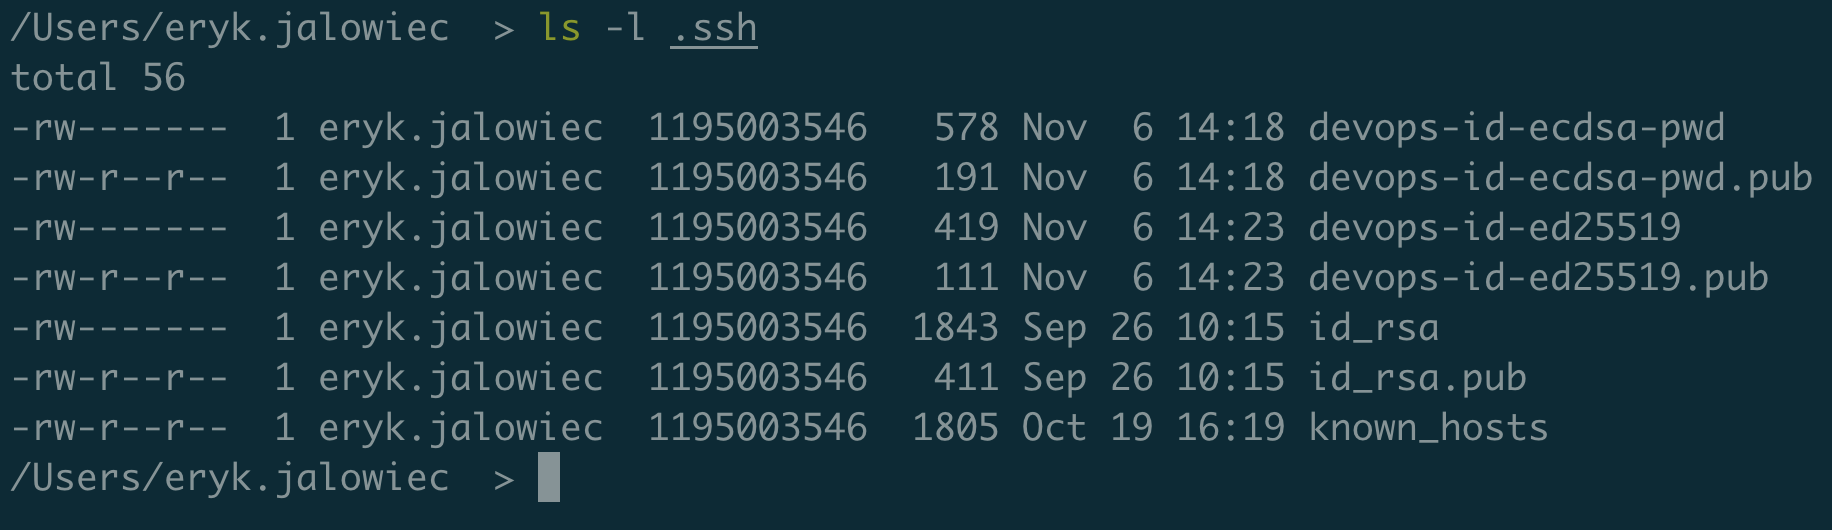 /Users/eryk.jalowiec  > ls -l .ssh
total 56
-rw-------  1 eryk.jalowiec  1195003546   578 Nov  6 14:18 devops-id-ecdsa-pwd
-rw-r--r--  1 eryk.jalowiec  1195003546   191 Nov  6 14:18 devops-id-ecdsa-pwd.pub
-rw-------  1 eryk.jalowiec  1195003546   419 Nov  6 14:23 devops-id-ed25519
-rw-r--r--  1 eryk.jalowiec  1195003546   111 Nov  6 14:23 devops-id-ed25519.pub
-rw-------  1 eryk.jalowiec  1195003546  1843 Sep 26 10:15 id_rsa
-rw-r--r--  1 eryk.jalowiec  1195003546   411 Sep 26 10:15 id_rsa.pub
-rw-r--r--  1 eryk.jalowiec  1195003546  1805 Oct 19 16:19 known_hosts
/Users/eryk.jalowiec  >